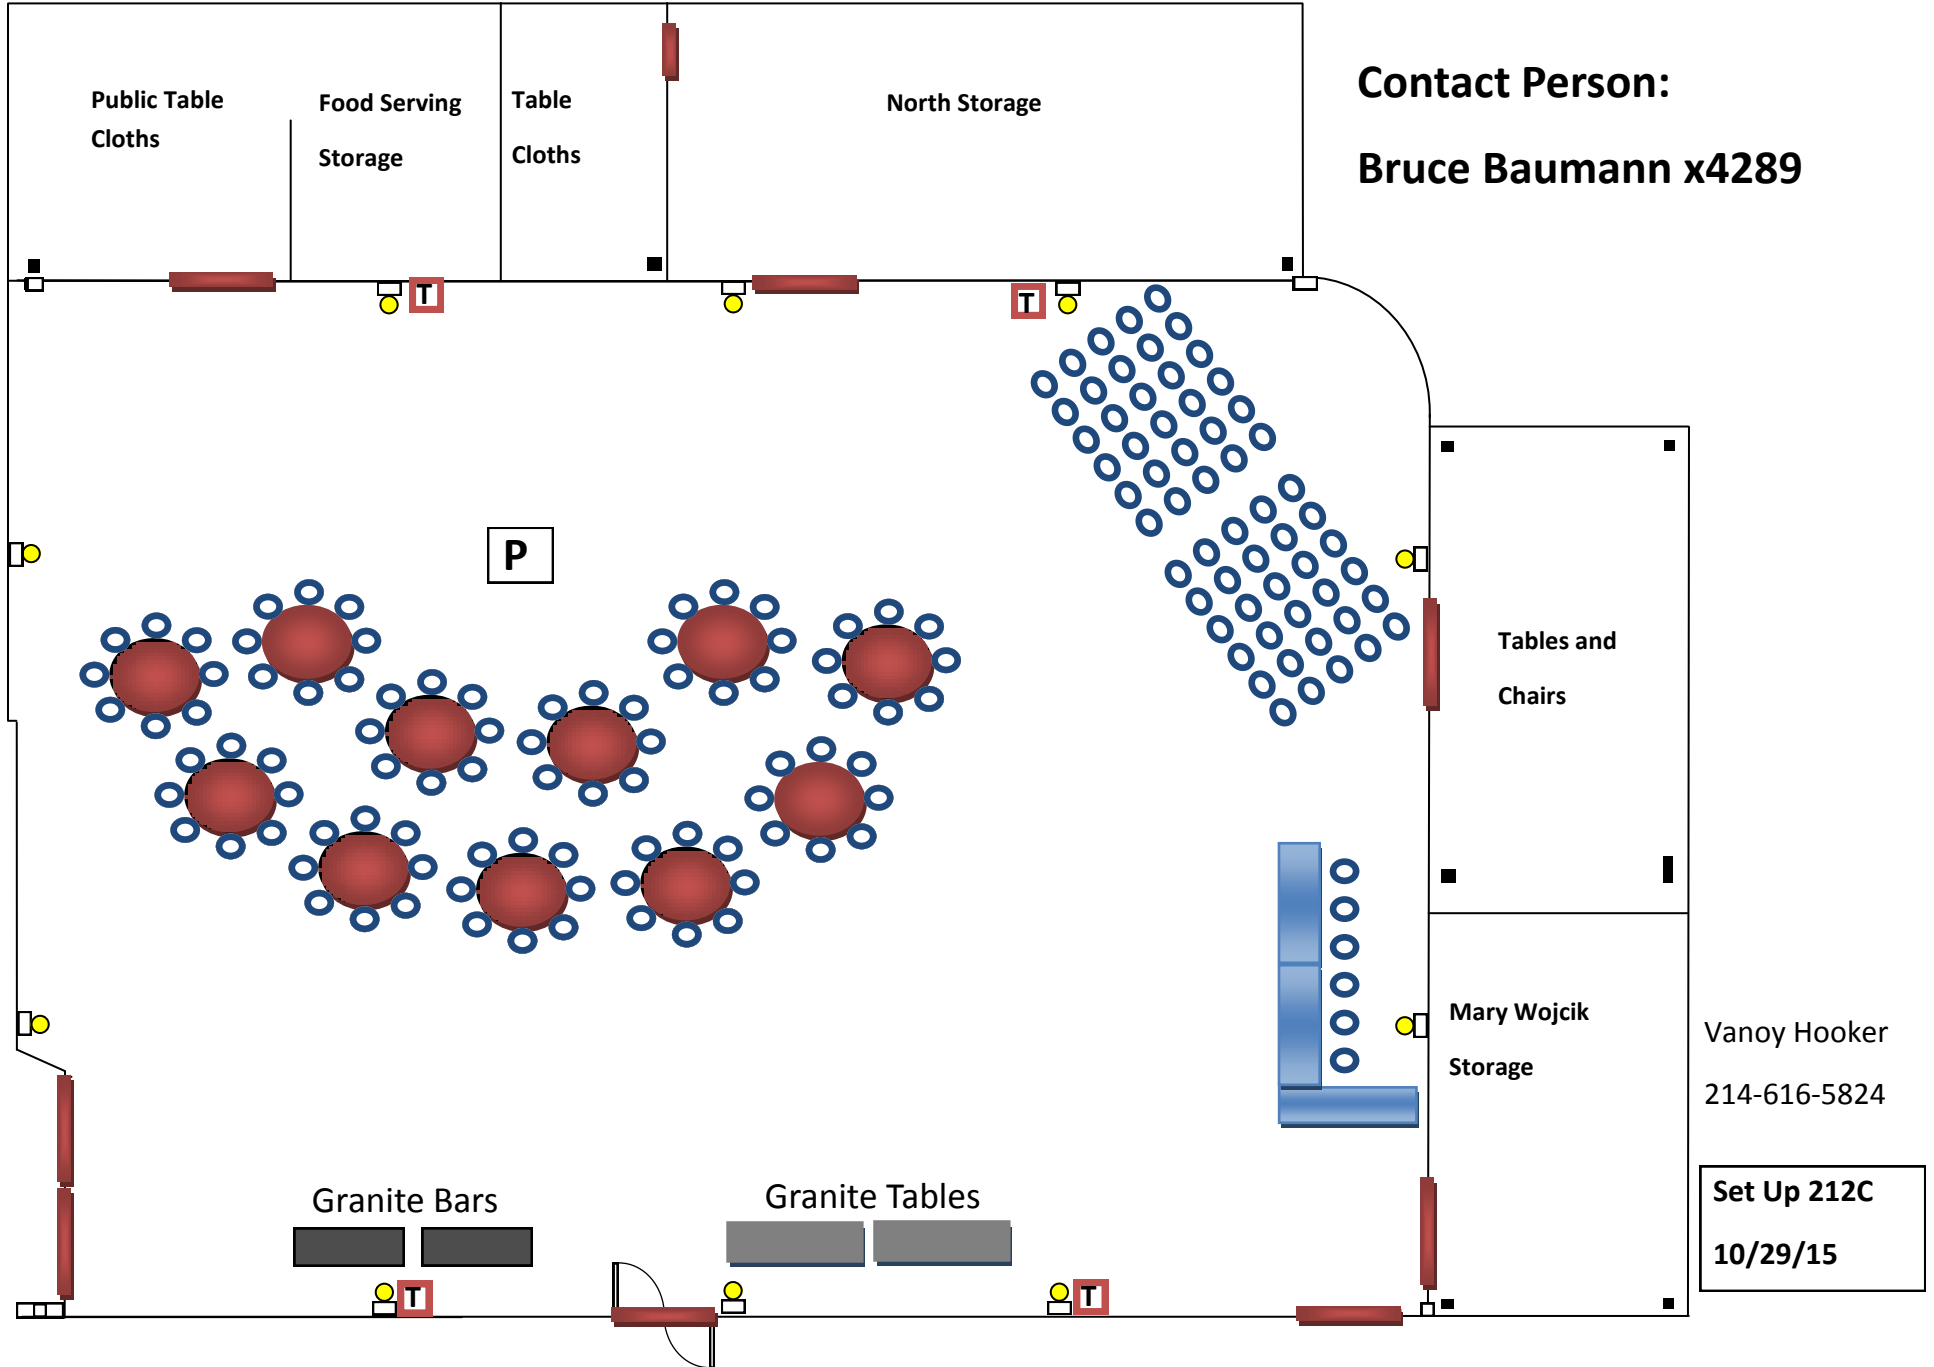 Public Table
Cloths
Food Serving
Storage
Table
Cloths
North Storage
Contact Person:
Bruce Baumann x4289
T
T
P
Tables and
Chairs
Mary Wojcik
Storage
Vanoy Hooker
214-616-5824
Granite Bars
Granite Tables
Set Up 212C
10/29/15
T
T